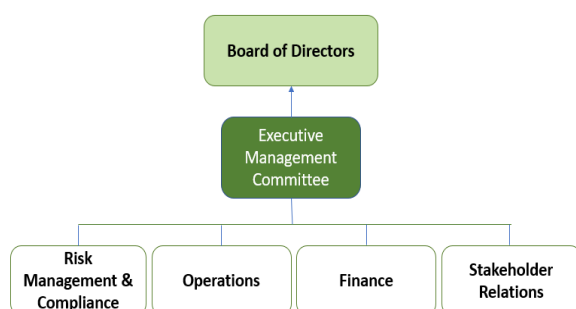 Board of Directors
Executive
Management
Committee
Risk
Management &
Compliance
Operations
Finance
Stakeholder
Relations